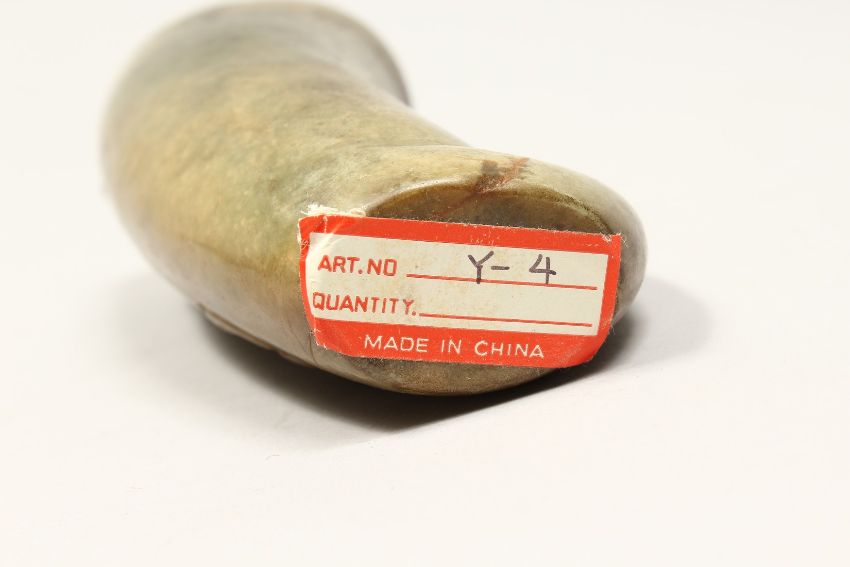 ART.NO Y-4
QUANTITY.
MADE IN CHINA